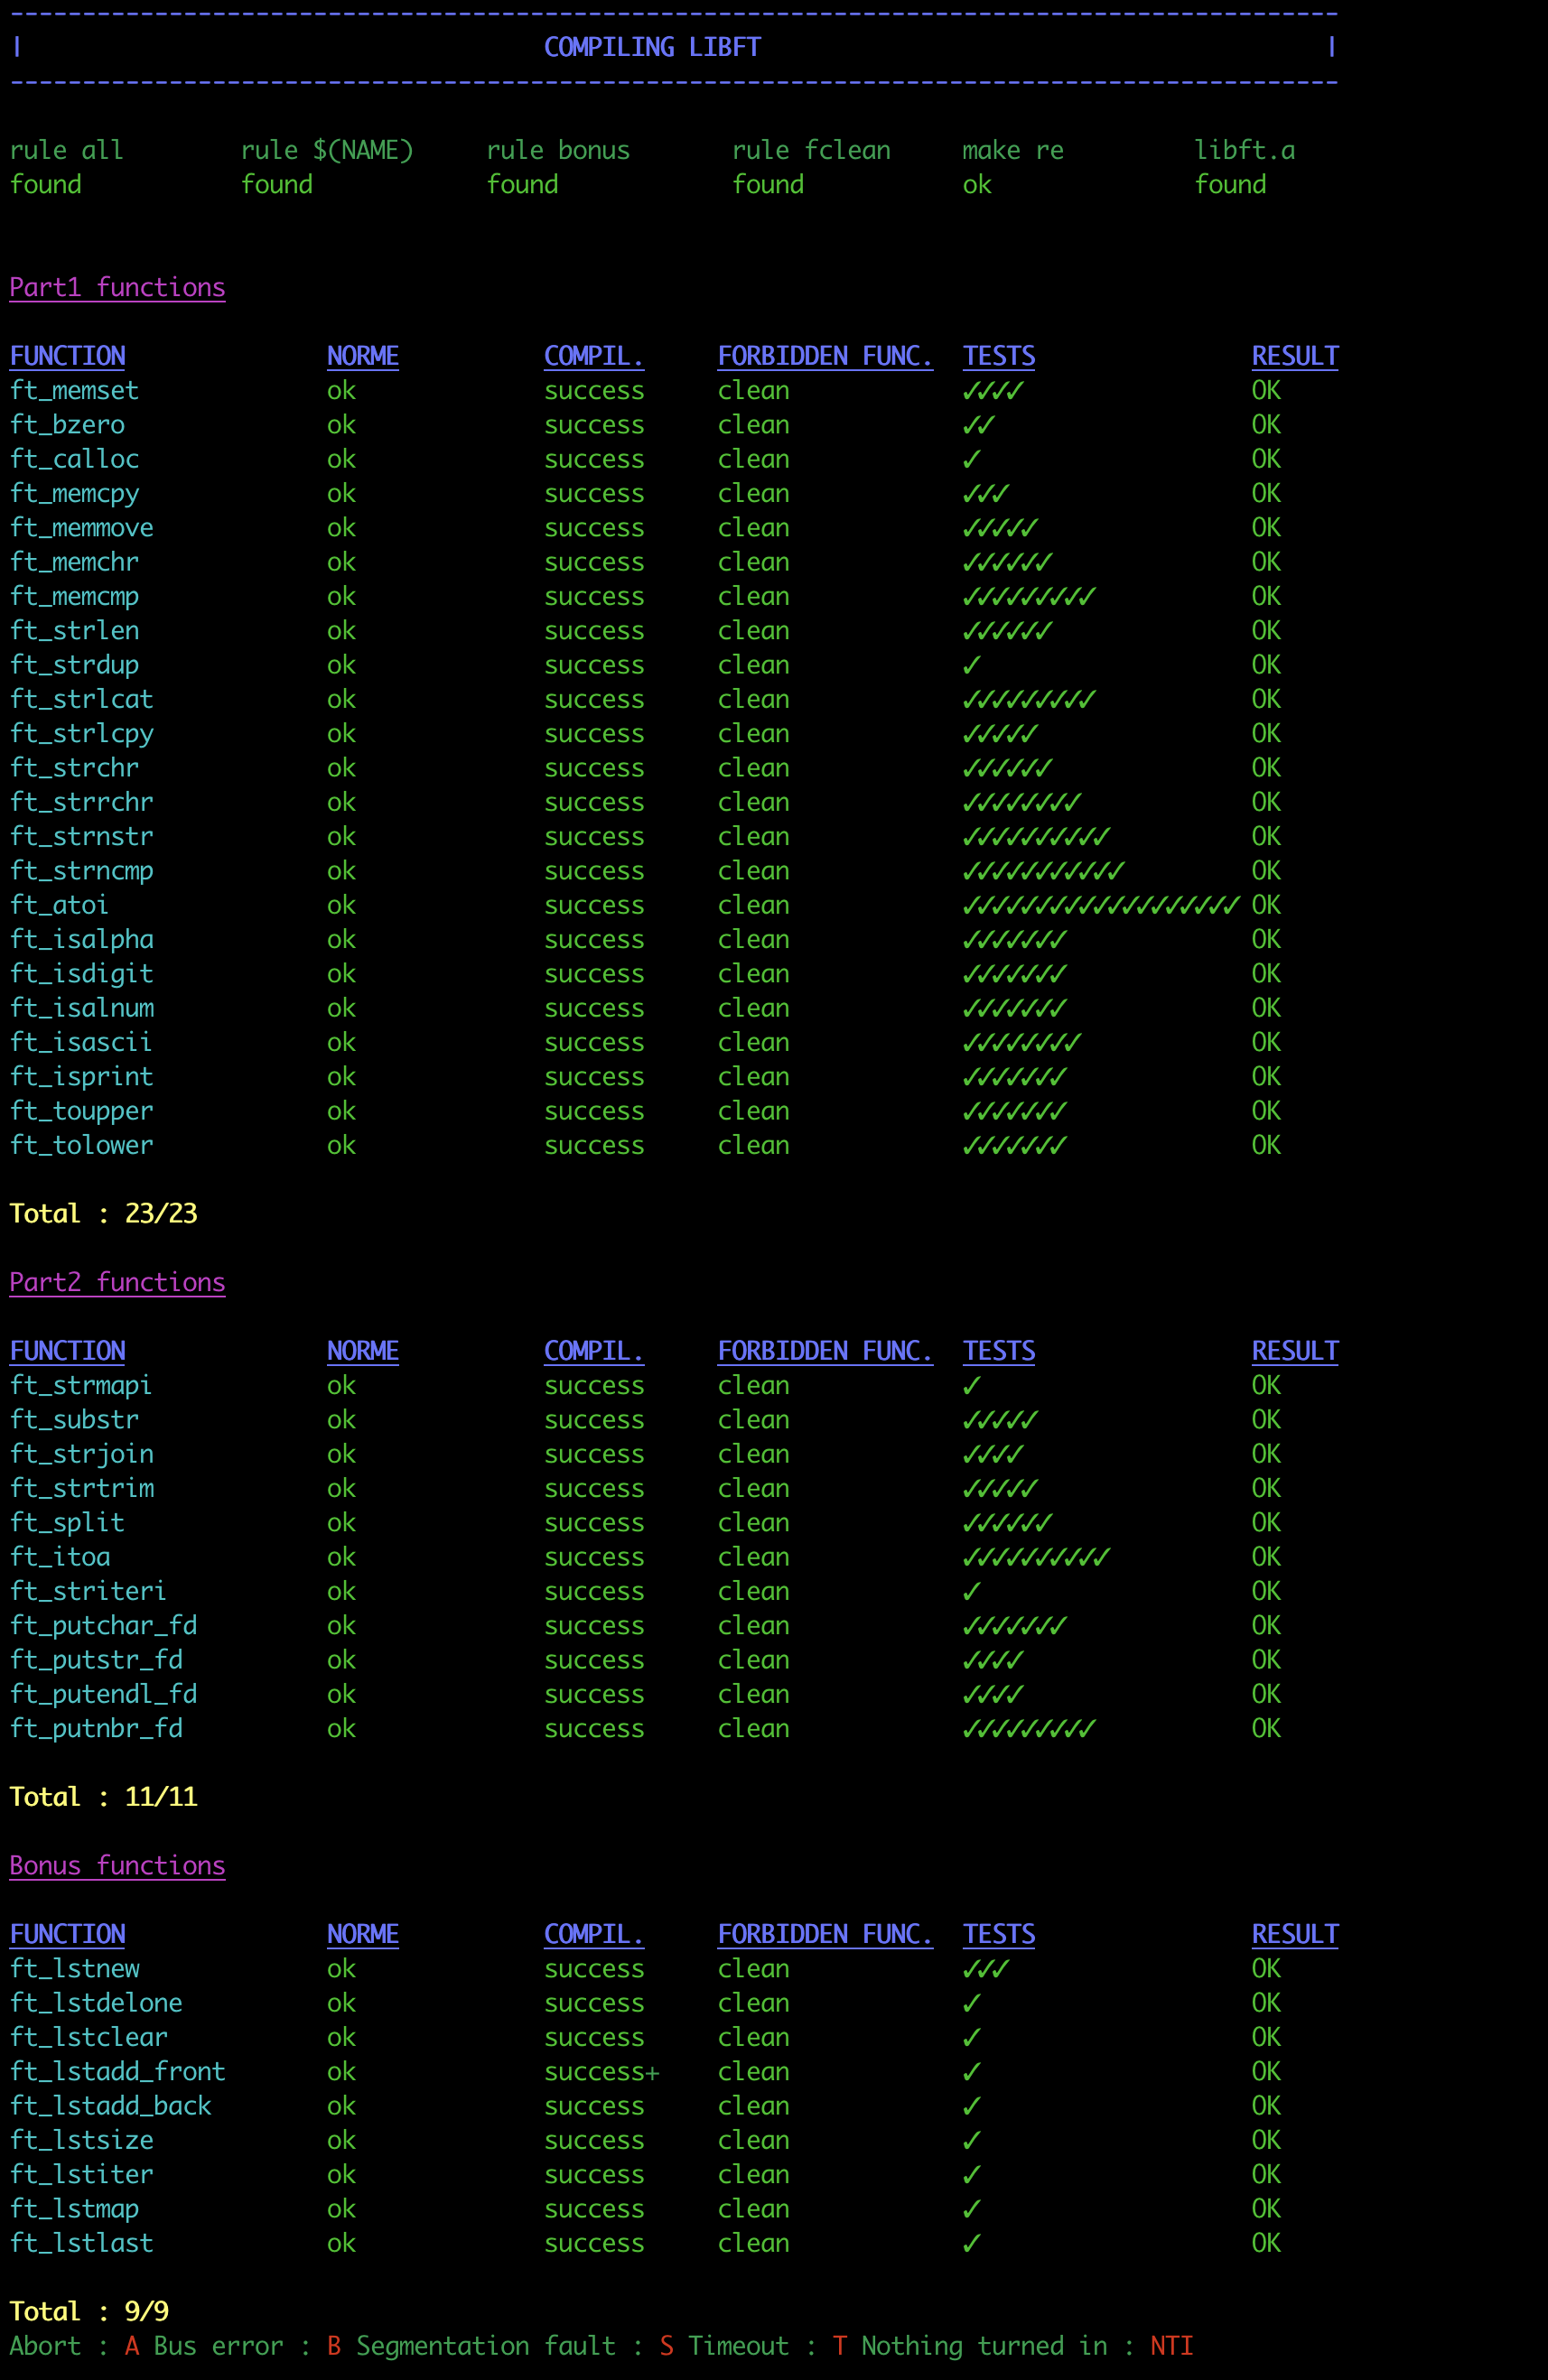 --------------------------------------------------------------------------------------------
| COMPILING LIBFT |
--------------------------------------------------------------------------------------------
rule all rule $(NAME) rule bonus rule fclean make re libft.a
found found found found ok found
Part1 functions
FUNCTION NORME COMPIL. FORBIDDEN FUNC. TESTS RESULT
ft_memset ok success clean ✓✓✓✓ OK
ft_bzero ok success clean ✓✓ OK
ft_calloc ok success clean ✓ OK
ft_memcpy ok success clean ✓✓✓ OK
ft_memmove ok success clean ✓✓✓✓✓ OK
ft_memchr ok success clean ✓✓✓✓✓✓ OK
ft_memcmp ok success clean ✓✓✓✓✓✓✓✓✓ OK
ft_strlen ok success clean ✓✓✓✓✓✓ OK
ft_strdup ok success clean ✓ OK
ft_strlcat ok success clean ✓✓✓✓✓✓✓✓✓ OK
ft_strlcpy ok success clean ✓✓✓✓✓ OK
ft_strchr ok success clean ✓✓✓✓✓✓ OK
ft_strrchr ok success clean ✓✓✓✓✓✓✓✓ OK
ft_strnstr ok success clean ✓✓✓✓✓✓✓✓✓✓ OK
ft_strncmp ok success clean ✓✓✓✓✓✓✓✓✓✓✓ OK
ft_atoi ok success clean ✓✓✓✓✓✓✓✓✓✓✓✓✓✓✓✓✓✓✓ OK
ft_isalpha ok success clean ✓✓✓✓✓✓✓ OK
ft_isdigit ok success clean ✓✓✓✓✓✓✓ OK
ft_isalnum ok success clean ✓✓✓✓✓✓✓ OK
ft_isascii ok success clean ✓✓✓✓✓✓✓✓ OK
ft_isprint ok success clean ✓✓✓✓✓✓✓ OK
ft_toupper ok success clean ✓✓✓✓✓✓✓ OK
ft_tolower ok success clean ✓✓✓✓✓✓✓ OK
Total : 23/23
Part2 functions
FUNCTION NORME COMPIL. FORBIDDEN FUNC. TESTS RESULT
ft_strmapi ok success clean ✓ OK
ft_substr ok success clean ✓✓✓✓✓ OK
ft_strjoin ok success clean ✓✓✓✓ OK
ft_strtrim ok success clean ✓✓✓✓✓ OK
ft_split ok success clean ✓✓✓✓✓✓ OK
ft_itoa ok success clean ✓✓✓✓✓✓✓✓✓✓ OK
ft_striteri ok success clean ✓ OK
ft_putchar_fd ok success clean ✓✓✓✓✓✓✓ OK
ft_putstr_fd ok success clean ✓✓✓✓ OK
ft_putendl_fd ok success clean ✓✓✓✓ OK
ft_putnbr_fd ok success clean ✓✓✓✓✓✓✓✓✓ OK
Total : 11/11
Bonus functions
FUNCTION NORME COMPIL. FORBIDDEN FUNC. TESTS RESULT
ft_lstnew ok success clean ✓✓✓ OK
ft_lstdelone ok success clean ✓ OK
ft_lstclear ok success clean ✓ OK
ft_lstadd_front ok success+ clean ✓ OK
ft_lstadd_back ok success clean ✓ OK
ft_lstsize ok success clean ✓ OK
ft_lstiter ok success clean ✓ OK
ft_lstmap ok success clean ✓ OK
ft_lstlast ok success clean ✓ OK
Total : 9/9
Abort : A Bus error : B Segmentation fault : S Timeout : T Nothing turned in : NTI